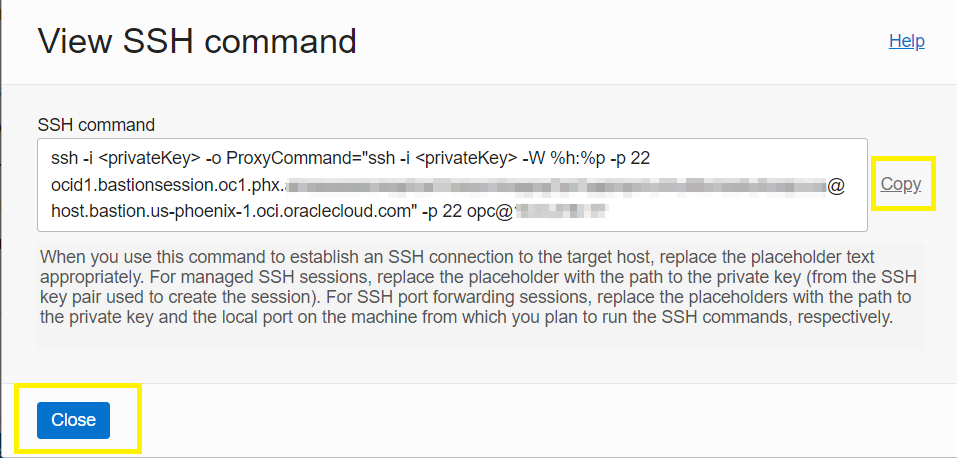 View SSH command
Help
SSH command
ssh -i <privateKey> -o ProxyCommand="ssh -i <privateKey> -W %h:%p -p 22
ocid1.bastionsession.oc1.phx.@
host.bastion.us-phoenix-1.oci.oraclecloud.com" -p 22 opc@
Copy
When you use this command to establish an SSH connection to the target host, replace the placeholder text
appropriately. For managed SSH sessions, replace the placeholder with the path to the private key (from the SSH
key pair used to create the session). For SSH port forwarding sessions, replace the placeholders with the path to
the private key and the local port on the machine from which you plan to run the SSH commands, respectively.
Close